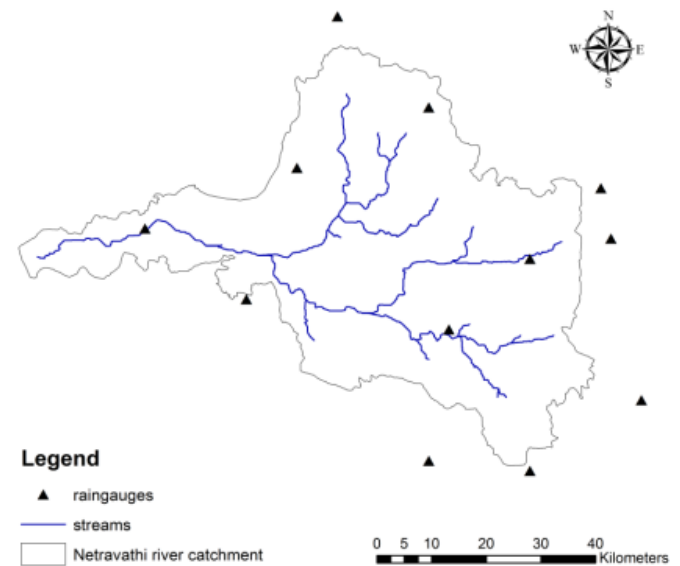 N
W E
S
Legend
raingauges
streams
Netravathi river catchment
0 5 10 20 30 40
Kilometers